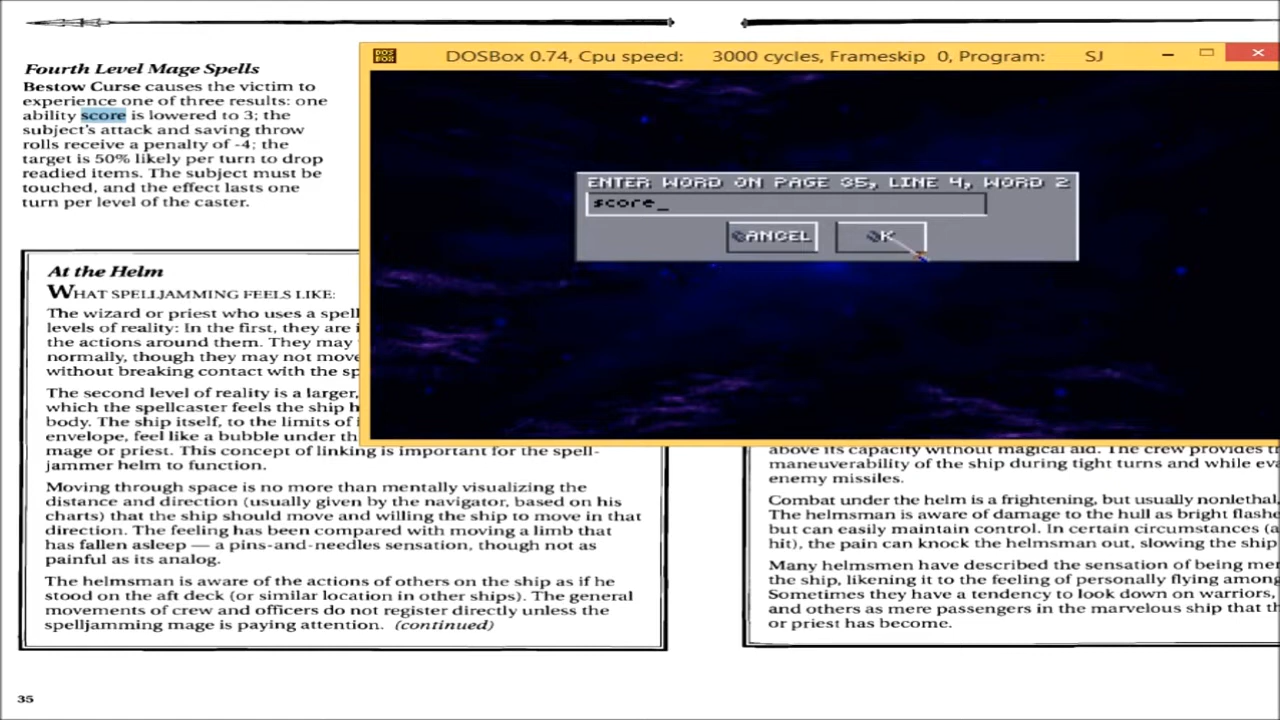 Fourth Level Mage Spells
Bestow Curse causes the victim to
experience one of three results: one
ability score is lowered to 3; the
subject's attack and saving throw
rolls receive a penalty of -4; the
target is 50% likely per turn to drop
readied items. The subject must be
touched, and the effect lasts one
turn per level of the caster.
DOSBox 0.74, Cpu speed: 3000 cycles, Frameskip 0, Program: SJ
ENTER WORD ON PAGE 35, LINE 4, WORD 2
score_
CANCEL OK
At the Helm
WHAT SPELLJAMMING FEELS LIKE:
The wizard or priest who uses a spell
levels of reality: In the first, they are i
the actions around them. They may
normally, though they may not move
without breaking contact with the sp
The second level of reality is a larger,
which the spellcaster feels the ship h
body. The ship itself, to the limits of i
envelope, feel like a bubble under th
mage or priest. This concept of linking is important for the spell-
jammer helm to function.
Moving through space is no more than mentally visualizing the
distance and direction (usually given by the navigator, based on his
charts) that the ship should move and willing the ship to move in that
direction. The feeling has been compared with moving a limb that
has fallen asleep — a pins-and-needles sensation, though not as
painful as its analog.
The helmsman is aware of the actions of others on the ship as if he
stood on the aft deck (or similar location in other ships). The general
movements of crew and officers do not register directly unless the
spelljamming mage is paying attention. (continued)
above its capacity without magical aid. The crew provides t
maneuverability of the ship during tight turns and while eva
enemy missiles.
Combat under the helm is a frightening, but usually nonlethal
The helmsman is aware of damage to the hull as bright flashe
but can easily maintain control. In certain circumstances (a
hit), the pain can knock the helmsman out, slowing the ship
Many helmsmen have described the sensation of being mer
the ship, likening it to the feeling of personally flying among
Sometimes they have a tendency to look down on warriors,
and others as mere passengers in the marvelous ship that th
or priest has become.
35